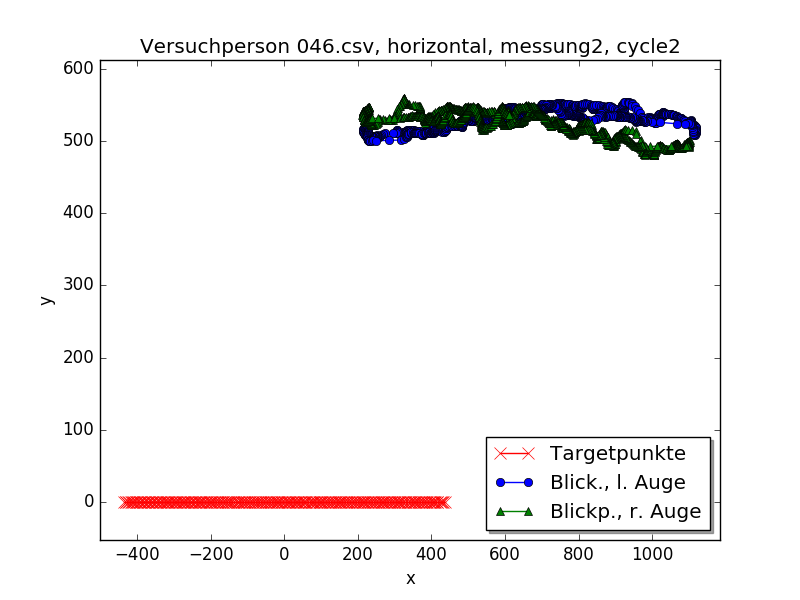 Versuchperson 046.csv, horizontal, messung2, cycle2
600
500
400
300
200
100
0
y
−400 −200 0 200 400 600 800 1000
x
Targetpunkte
Blick., l. Auge
Blickp., r. Auge